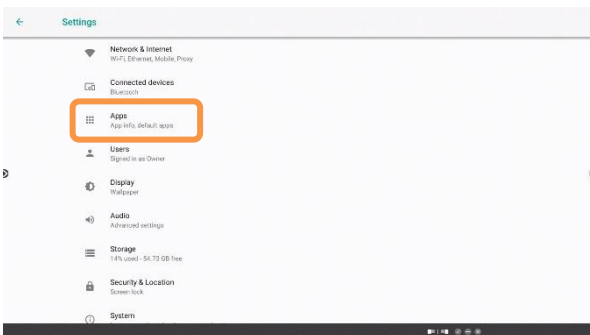 Settings
Network & Internet
Wi-Fi, Ethernet, Mobile, Proxy
Connected devices
Bluetooth
Apps
App info, default apps
Users
Signed in as Owner
Display
Wallpaper
Audio
Advanced settings
Storage
14% used - 54.73 GB free
Security & Location
Screen lock
System